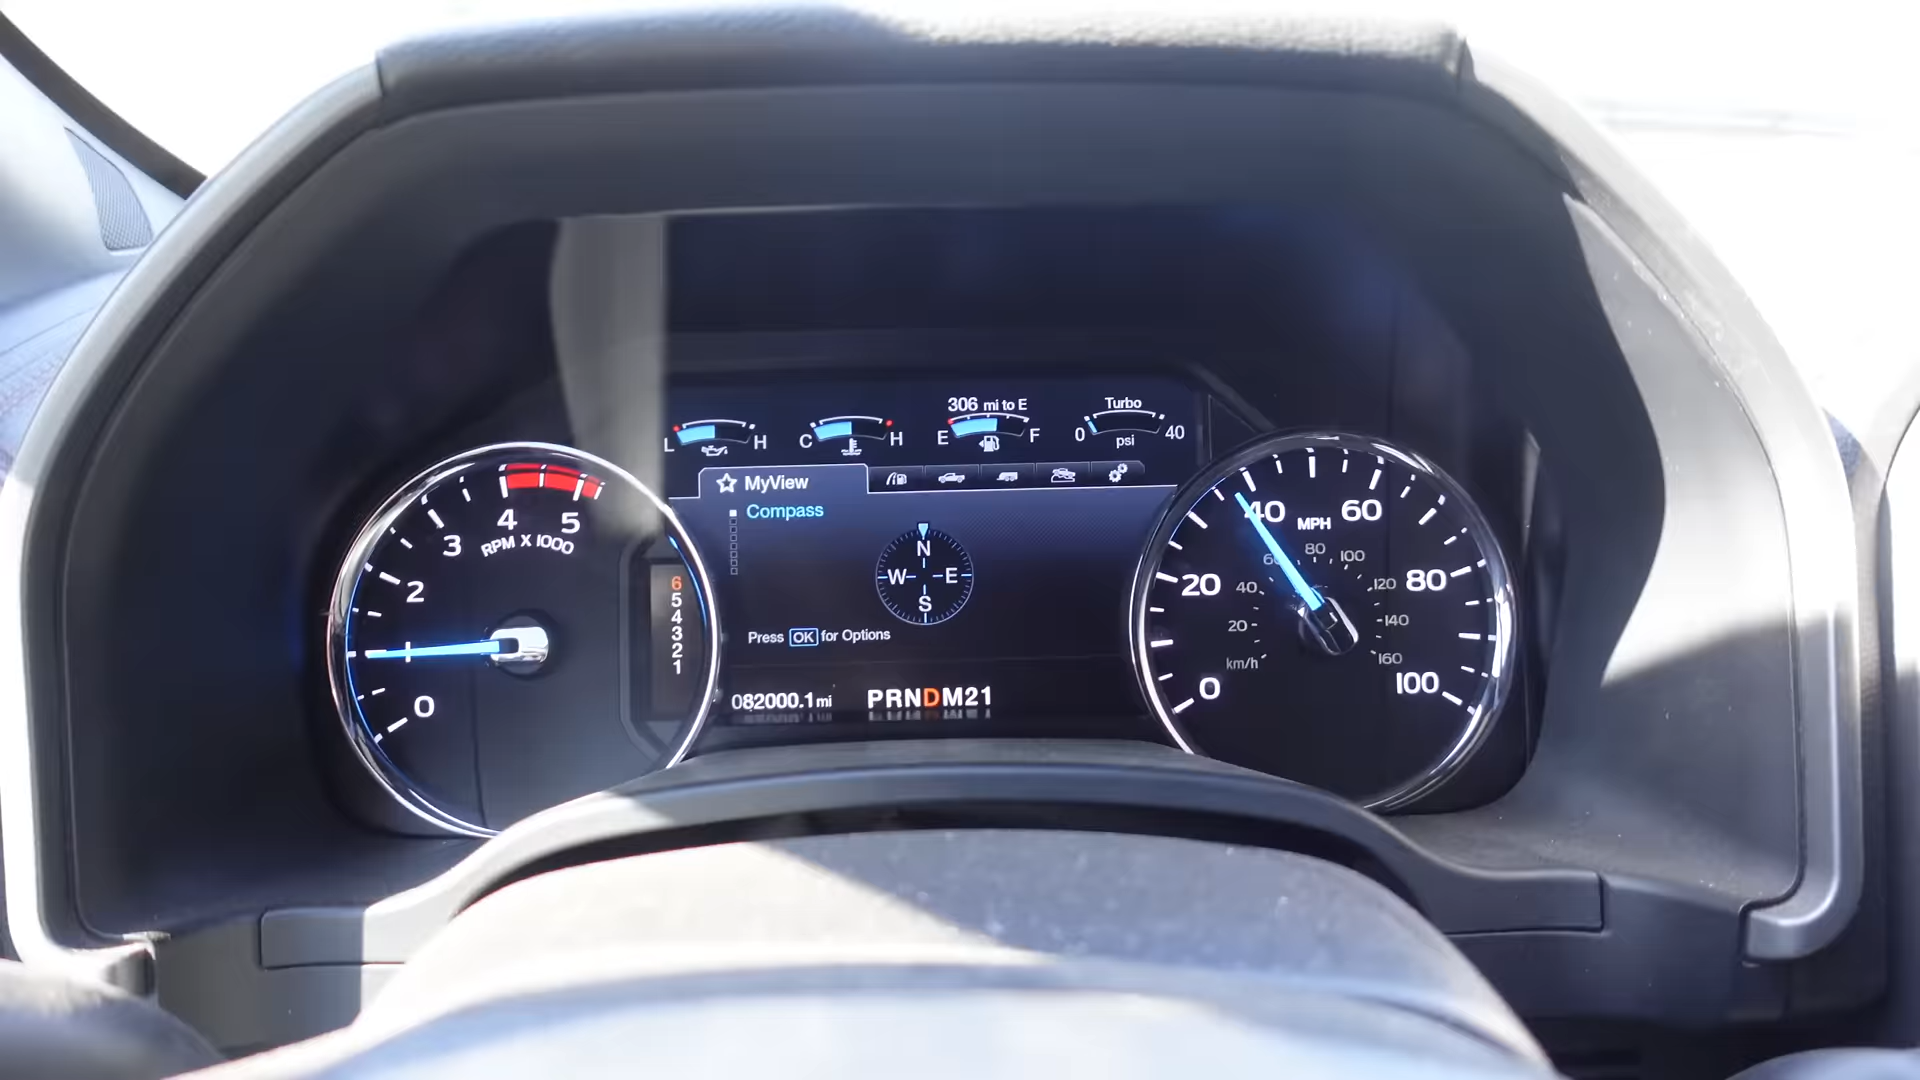 306 mi to E
Turbo
L H
C H
E F
0 40
psi
MyView
Compass
N
W E
S
Press OK for Options
082000.1 mi
PRNDM21
0
2
3
4
5
RPM X 1000
6
5
4
3
2
1
0
20
40
60
80
100
MPH
20
40
80
100
120
140
160
km/h